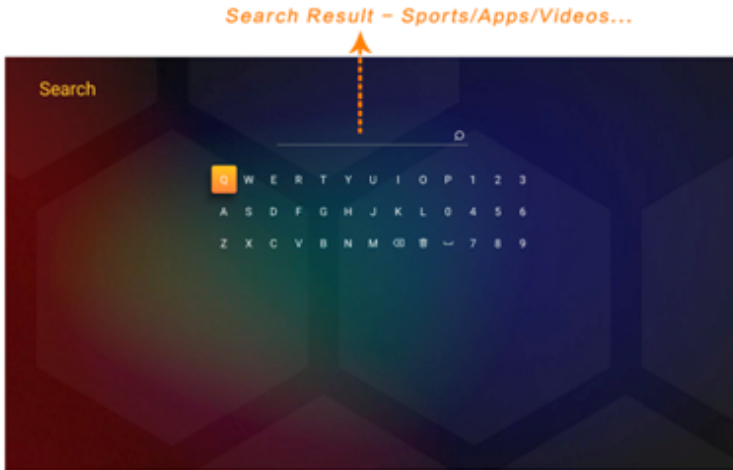 Search Result – Sports/Apps/Videos...
Search
Q W E R T Y U I O P 1 2 3
A S D F G H J K L 0 4 5 6
Z X C V B N M 7 8 9